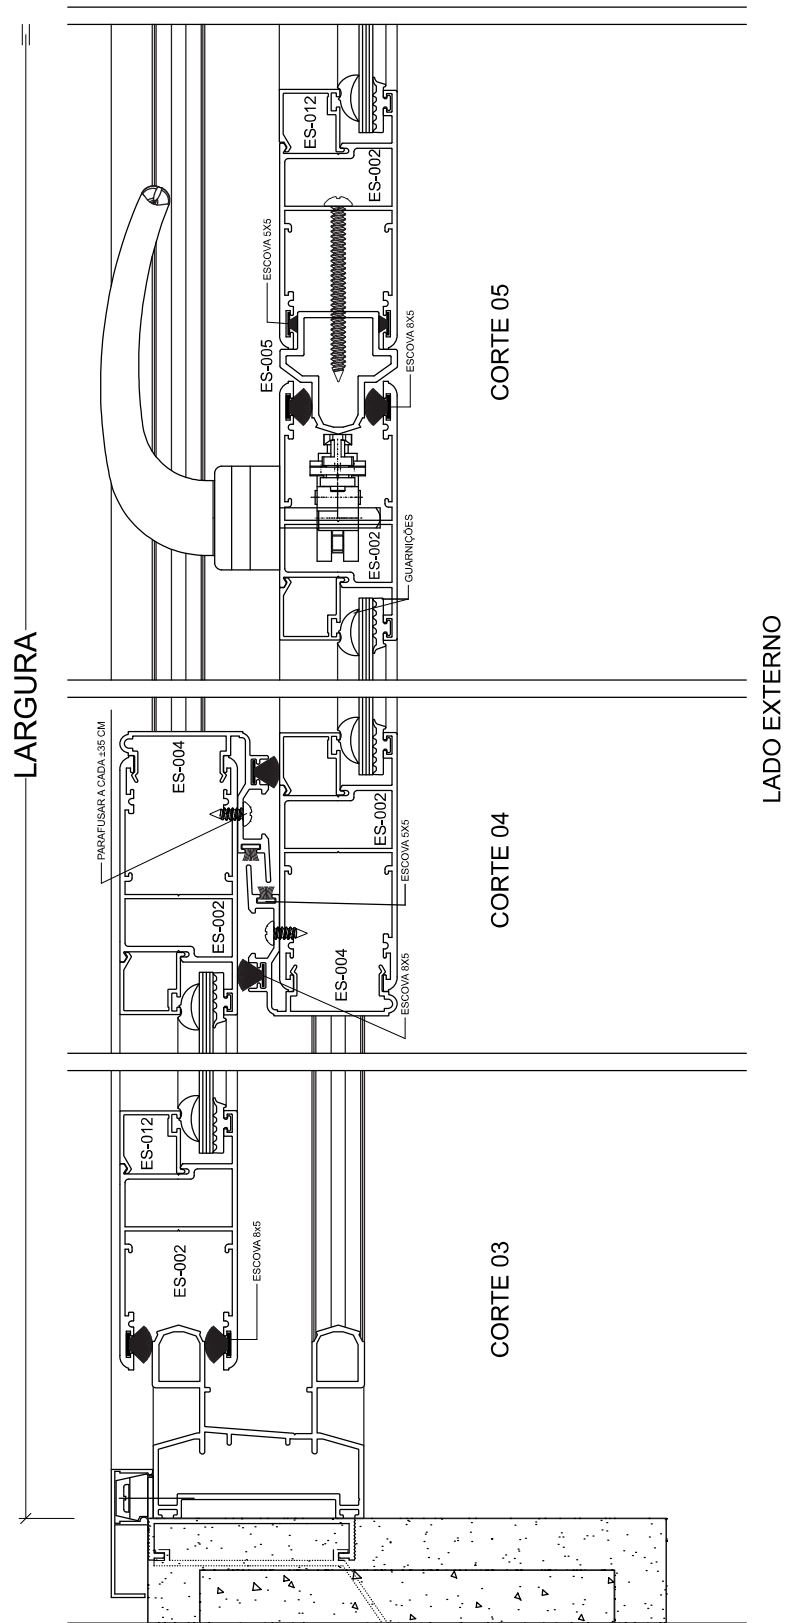 ES-012
ES-002
ESCOVA 5X5
CORTE 05
ES-005
ESCOVA 8X5
GUARNIÇÕES
ES-002
LARGURA
LADO EXTERNO
PARAFUSAR A CADA ±35 CM
ES-004
ES-002
CORTE 04
ESCOVA 5X5
ES-002
ES-004
ESCOVA 8X5
ES-012
ES-002
ESCOVA 8x5
CORTE 03